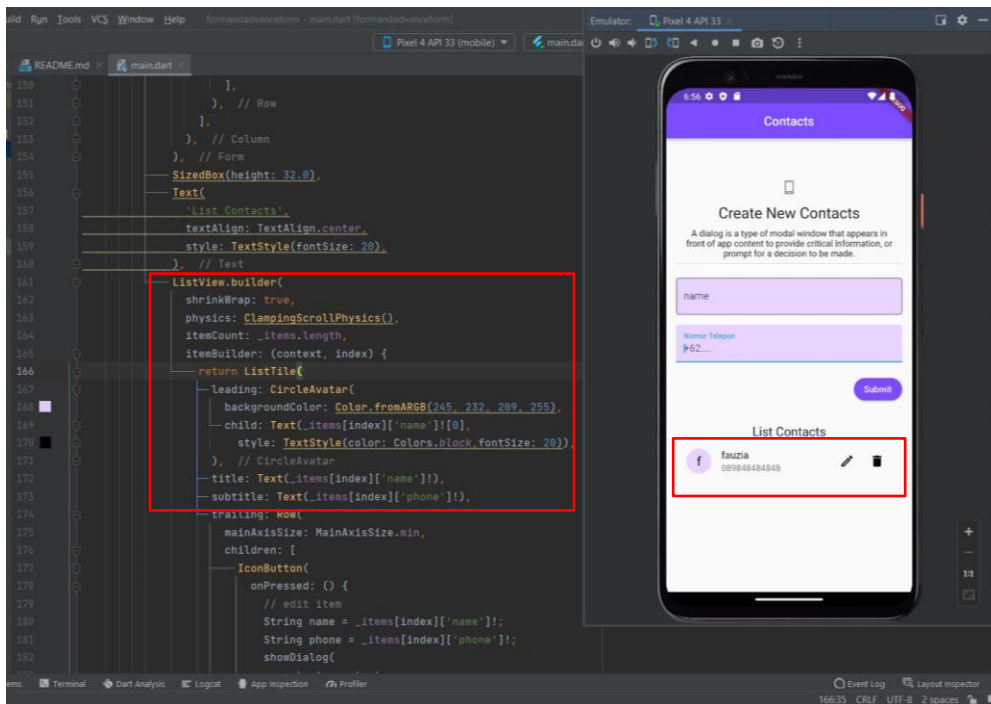 uild Run Tools VCS Window Help formandadvanceform - main.dart [formandadvanceform]
Pixel 4 API 33 (mobile) main.da
README.md main.dart
150 ],
151 ), // Row
152 ],
153 ), // Column
154 ), // Form
155 SizedBox(height: 32.0),
156 Text(
157 'List Contacts',
158 textAlign: TextAlign.center,
159 style: TextStyle(fontSize: 20),
160 ), // Text
161 ListView.builder(
162 shrinkWrap: true,
163 physics: ClampingScrollPhysics(),
164 itemCount: _items.length,
165 itemBuilder: (context, index) {
166 return ListTile(
167 leading: CircleAvatar(
168 backgroundColor: Color.fromARGB(245, 232, 209, 255),
169 child: Text(_items[index]['name']![0],
170 style: TextStyle(color: Colors.black,fontSize: 20)),
171 ), // CircleAvatar
172 title: Text(_items[index]['name']!),
173 subtitle: Text(_items[index]['phone']!),
174 trailing: Row(
175 mainAxisSize: MainAxisSize.min,
176 children: [
177 IconButton(
178 onPressed: () {
179 // edit item
180 String name = _items[index]['name']!;
181 String phone = _items[index]['phone']!;
182 showDialog(
ems Terminal Dart Analysis Logcat App Inspection Profiler
Event Log Layout Inspector
166:35 CRLF UTF-8 2 spaces
Emulator: Pixel 4 API 33
6:56
Contacts
Create New Contacts
A dialog is a type of modal window that appears in
front of app content to provide critical information, or
prompt for a decision to be made.
name
Nomor Telepon
+62....
Submit
List Contacts
f fauzia
089848484848
1:1